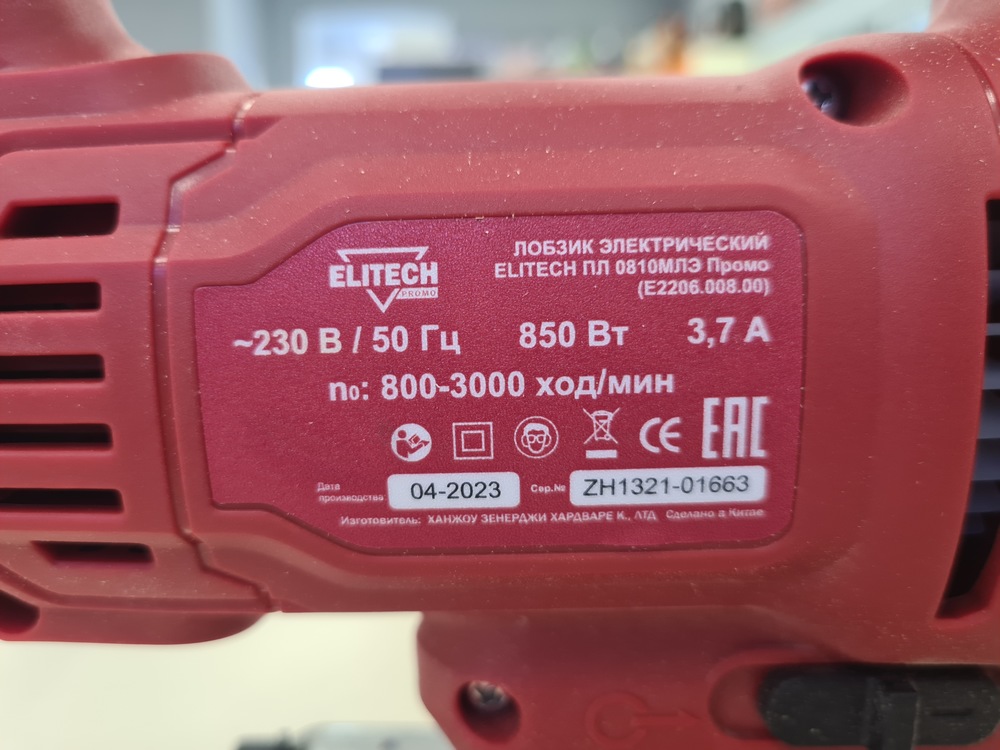 ELITECH
PROMO
ЛОБЗИК ЭЛЕКТРИЧЕСКИЙ
ELITECH ПЛ 0810МЛЭ Промо
(E2206.008.00)
~230 В / 50 Гц 850 Вт 3,7 А
n₀: 800-3000 ход/мин
CE EAC
Дата производства 04-2023 Сер.№ ZH1321-01663
Изготовитель: ХАНЖОУ ЗЕНЕРДЖИ ХАРДВАРЕ К., ЛТД Сделано в Китае